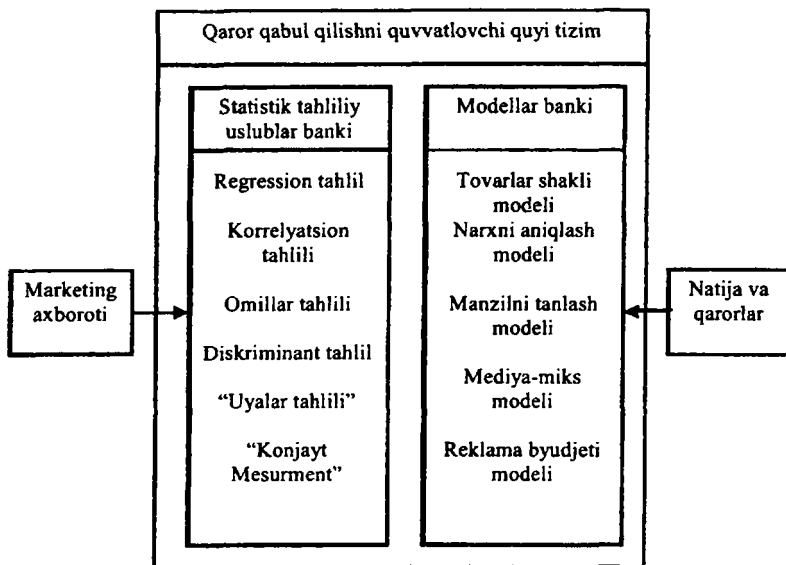 Qaror qabul qilishni quvvatlovchi quyi tizim
Statistik tahliliy
uslublar banki
Regression tahlil
Korrelyatsion
tahlili
Omillar tahlili
Diskriminant tahlil
“Uyalar tahlili”
“Konjayt
Mesurment”
Modellar banki
Tovarlar shakli
modeli
Narxni aniqlash
modeli
Manzilni tanlash
modeli
Mediya-miks
modeli
Reklama byudjeti
modeli
Marketing
axboroti
Natija va
qarorlar